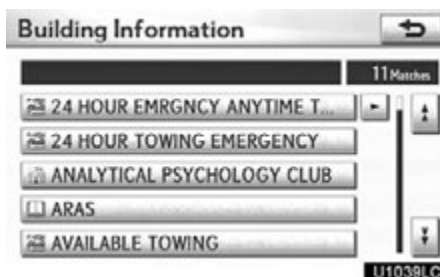 Building Information
11 Matches
24 HOUR EMRGNCY ANYTIME T...
24 HOUR TOWING EMERGENCY
ANALYTICAL PSYCHOLOGY CLUB
ARAS
AVAILABLE TOWING
U1039LC